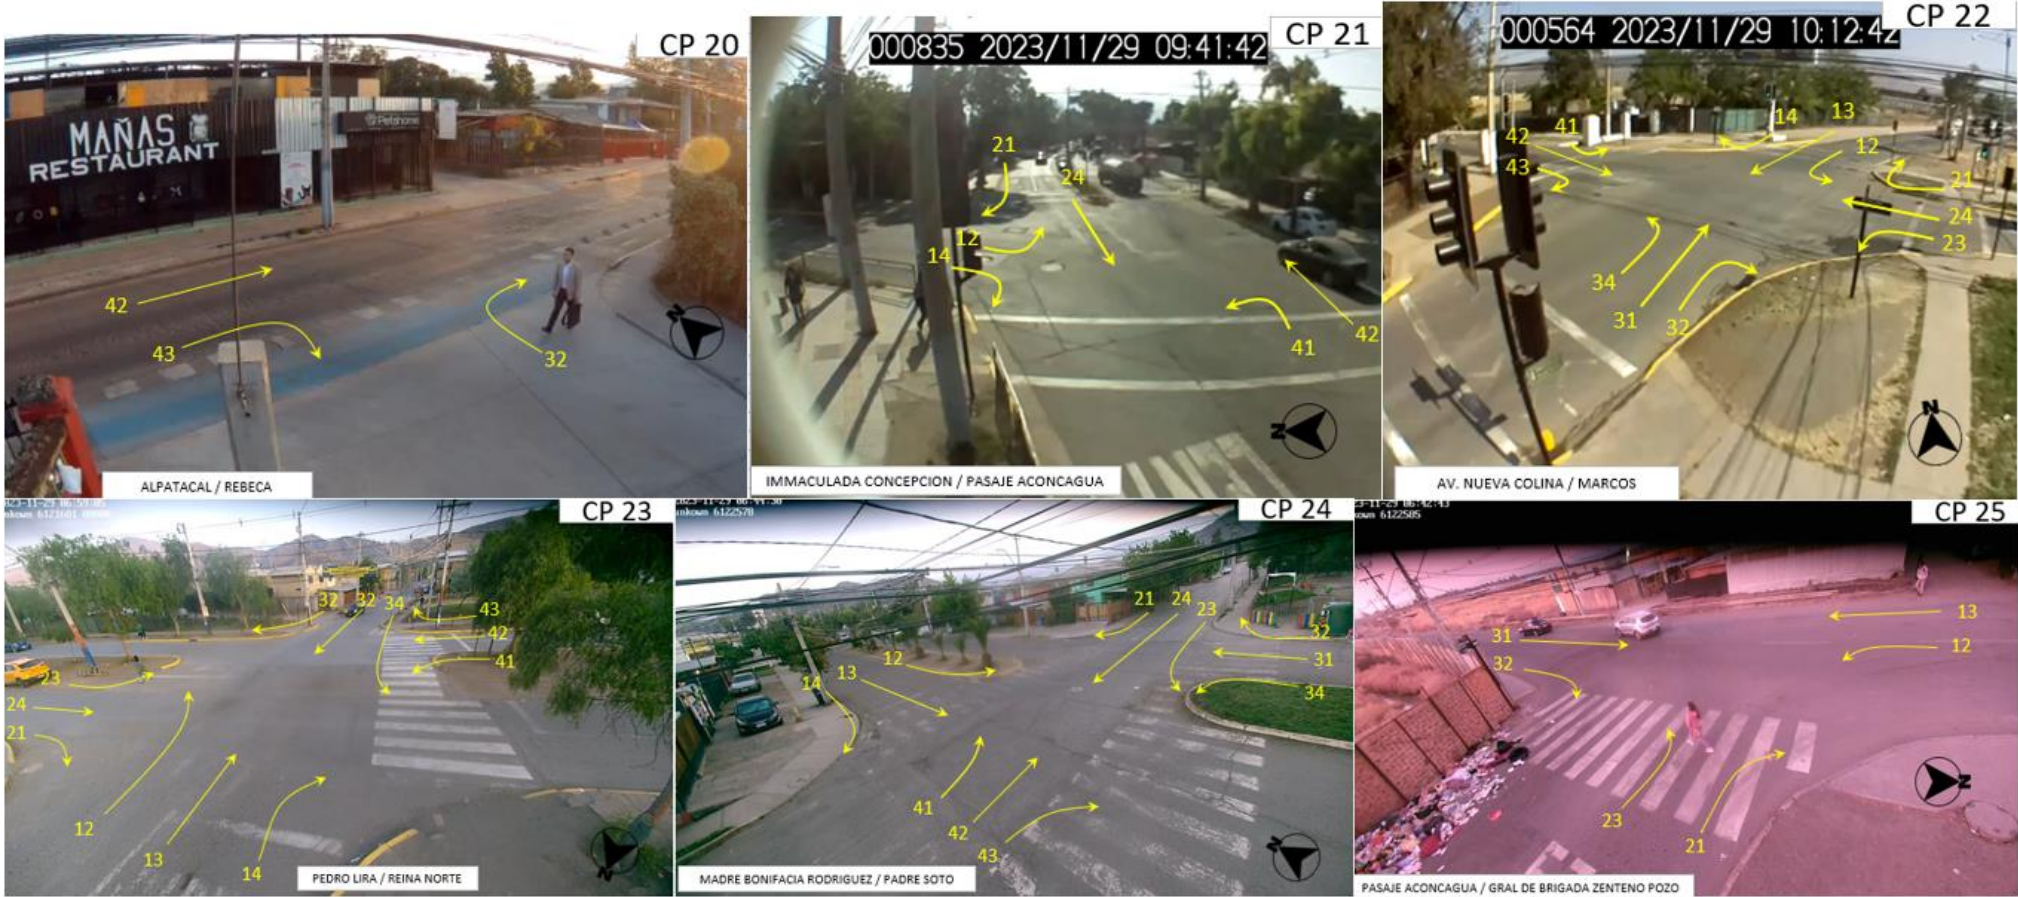 CP 20
MAÑAS
RESTAURANT
Petshome
42
43
32
ALPATACAL / REBECA
CP 21
000835 2023/11/29 09:41:42
21
24
12
14
41
42
IMMACULADA CONCEPCION / PASAJE ACONCAGUA
CP 22
000564 2023/11/29 10:12:42
42
41
14
13
43
12
21
24
23
34
31
32
AV. NUEVA COLINA / MARCOS
CP 23
32
32
34
43
42
41
23
24
21
12
13
14
PEDRO LIRA / REINA NORTE
CP 24
unkown 6122578
21
24
23
32
12
13
14
31
34
41
42
43
MADRE BONIFACIA RODRIGUEZ / PADRE SOTO
CP 25
13
31
12
32
23
21
PASAJE ACONCAGUA / GRAL DE BRIGADA ZENTENO POZO